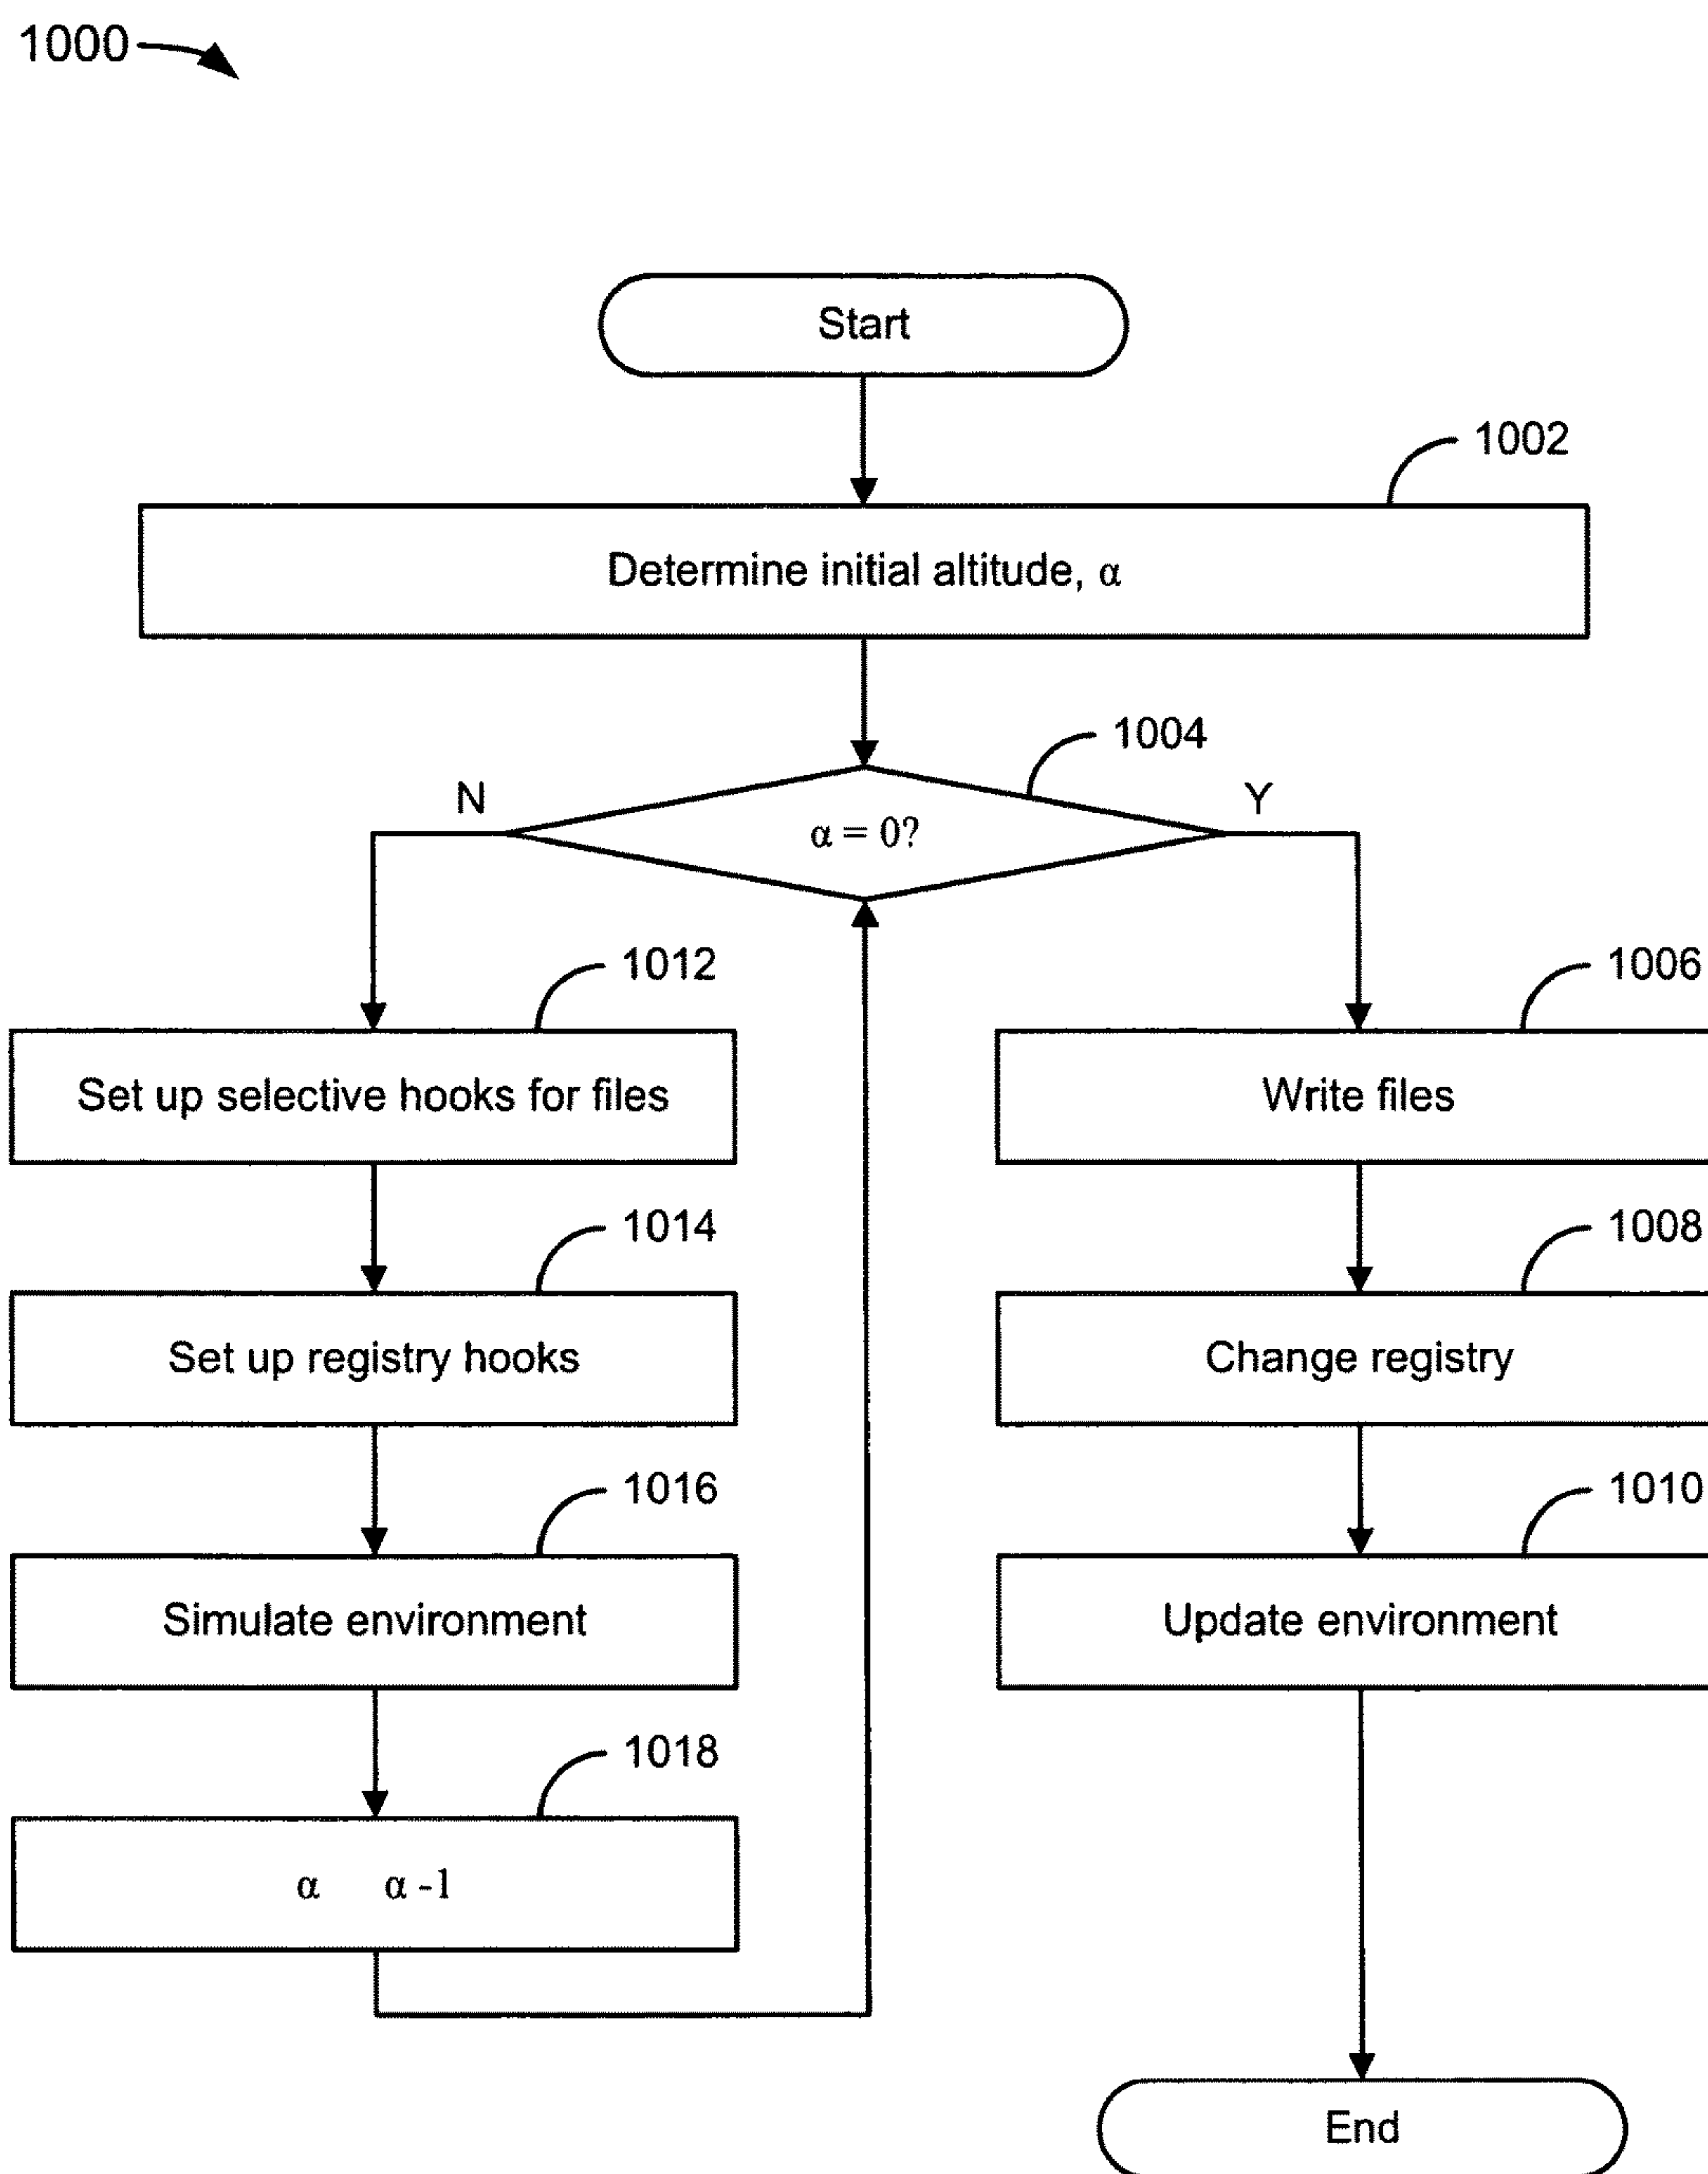 1000
Start
1002
Determine initial altitude, α
1004
N
α = 0?
Y
1012
Set up selective hooks for files
1014
Set up registry hooks
1016
Simulate environment
1018
α α -1
1006
Write files
1008
Change registry
1010
Update environment
End